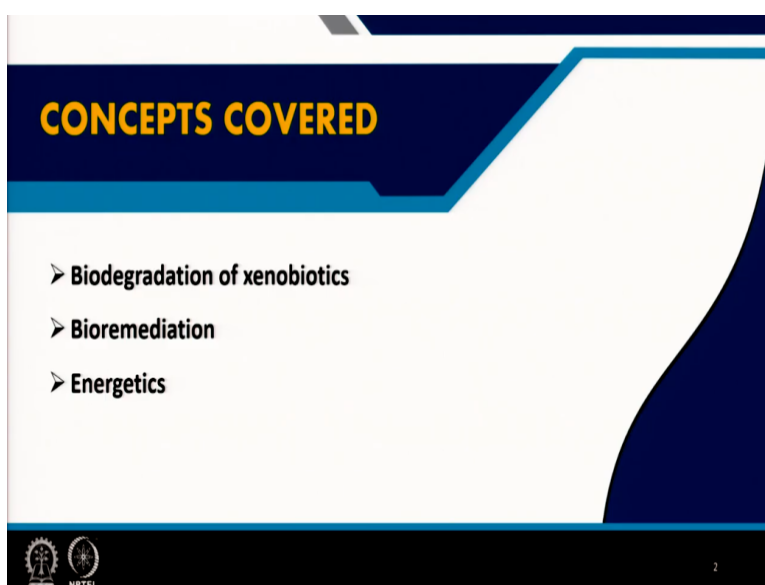 CONCEPTS COVERED
➢ Biodegradation of xenobiotics
➢ Bioremediation
➢ Energetics
NPTEL
2